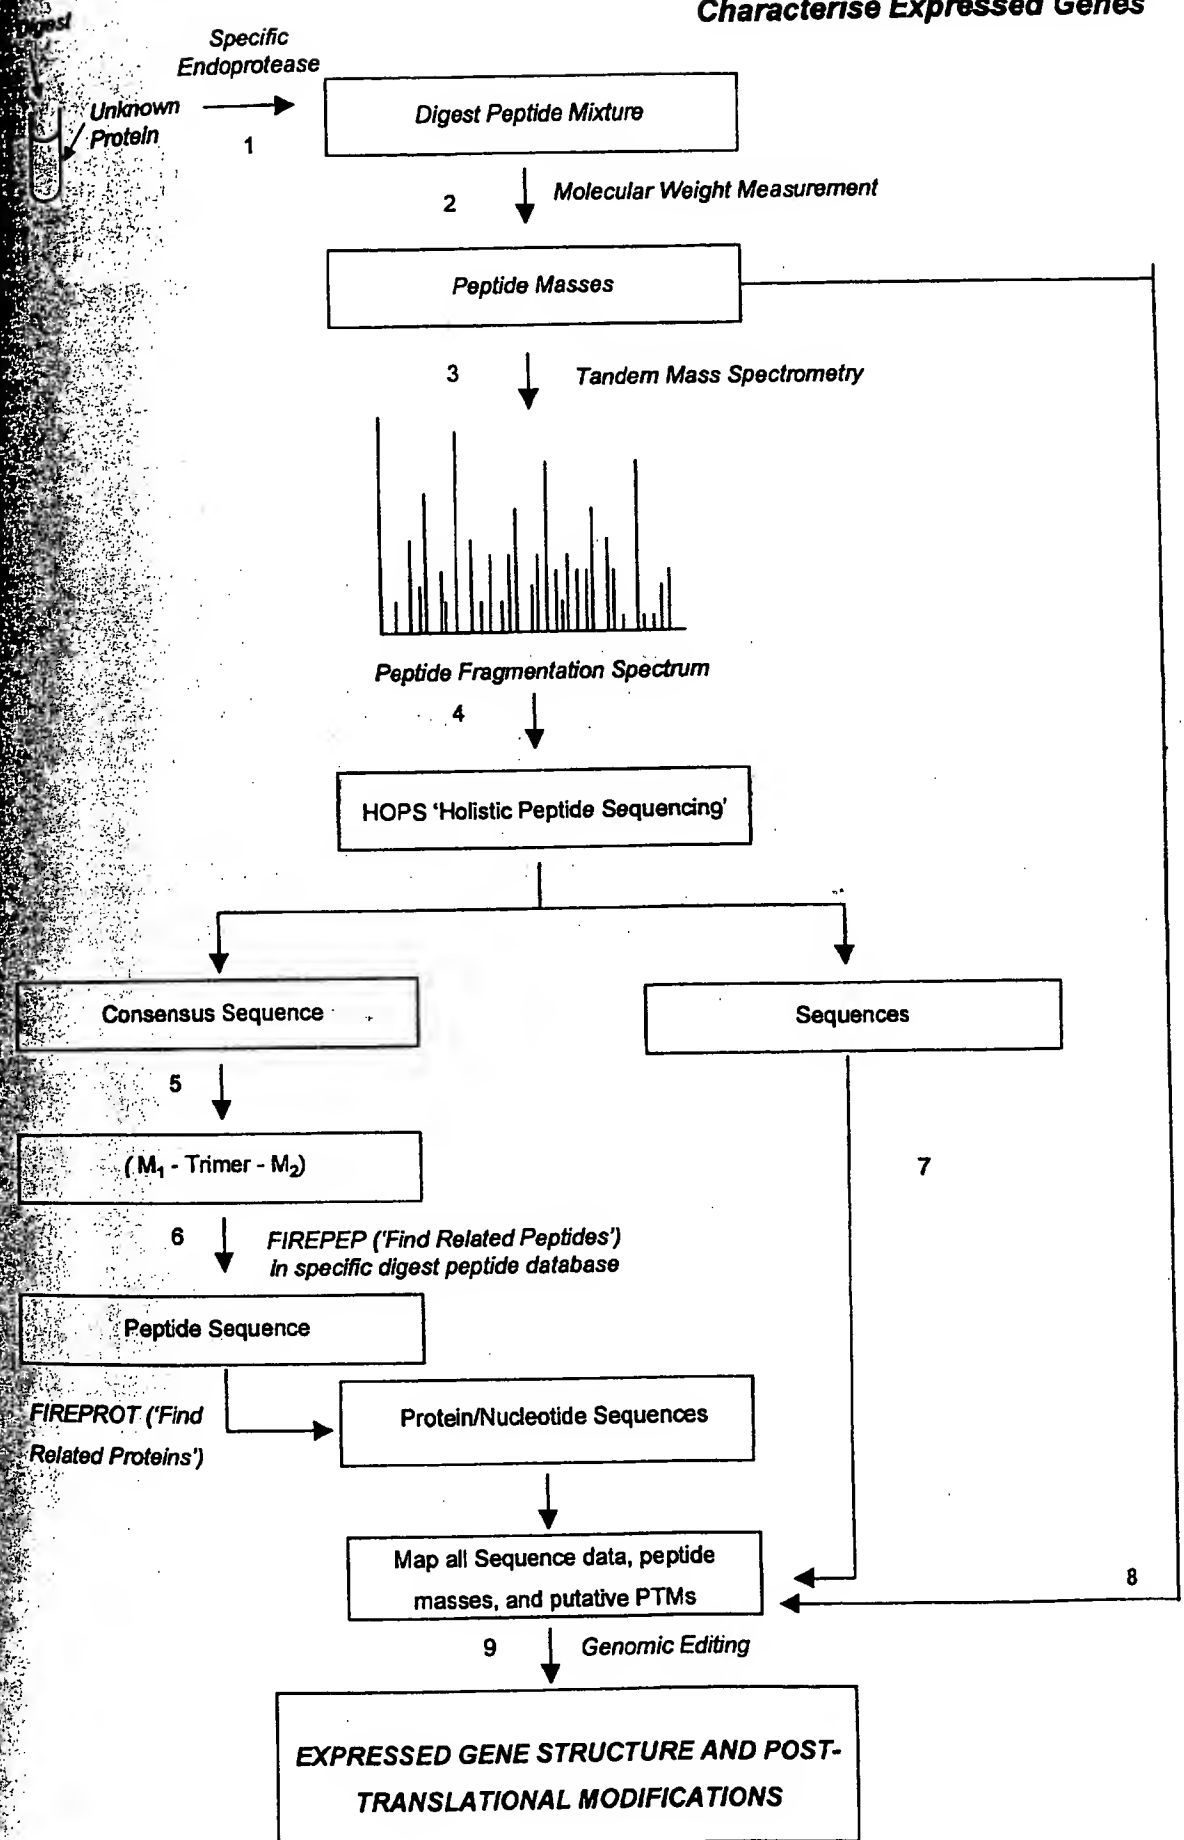 Characterise Expressed Genes
Digest
Specific
Endoprotease
Unknown
Protein
1
Digest Peptide Mixture
2
Molecular Weight Measurement
Peptide Masses
3
Tandem Mass Spectrometry
Peptide Fragmentation Spectrum
4
HOPS 'Holistic Peptide Sequencing'
Consensus Sequence
Sequences
5
(M₁ - Trimer - M₂)
7
6
FIREPEP ('Find Related Peptides')
in specific digest peptide database
Peptide Sequence
FIREPROT ('Find
Related Proteins')
Protein/Nucleotide Sequences
Map all Sequence data, peptide
masses, and putative PTMs
8
9
Genomic Editing
EXPRESSED GENE STRUCTURE AND POST-
TRANSLATIONAL MODIFICATIONS